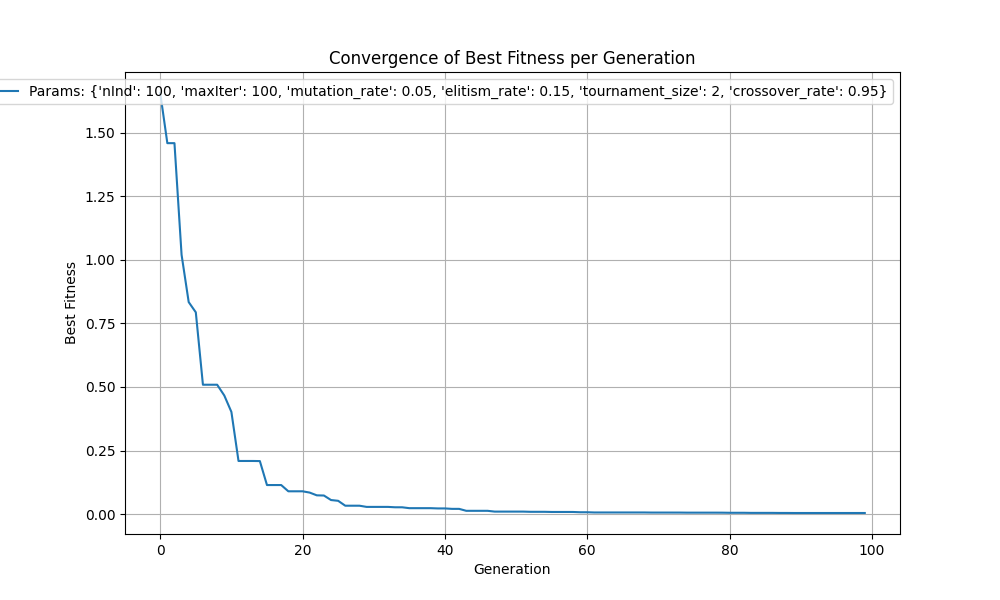 Convergence of Best Fitness per Generation
Params: {'nInd': 100, 'maxIter': 100, 'mutation_rate': 0.05, 'elitism_rate': 0.15, 'tournament_size': 2, 'crossover_rate': 0.95}
1.50
1.25
1.00
0.75
0.50
0.25
0.00
Best Fitness
0 20 40 60 80 100
Generation